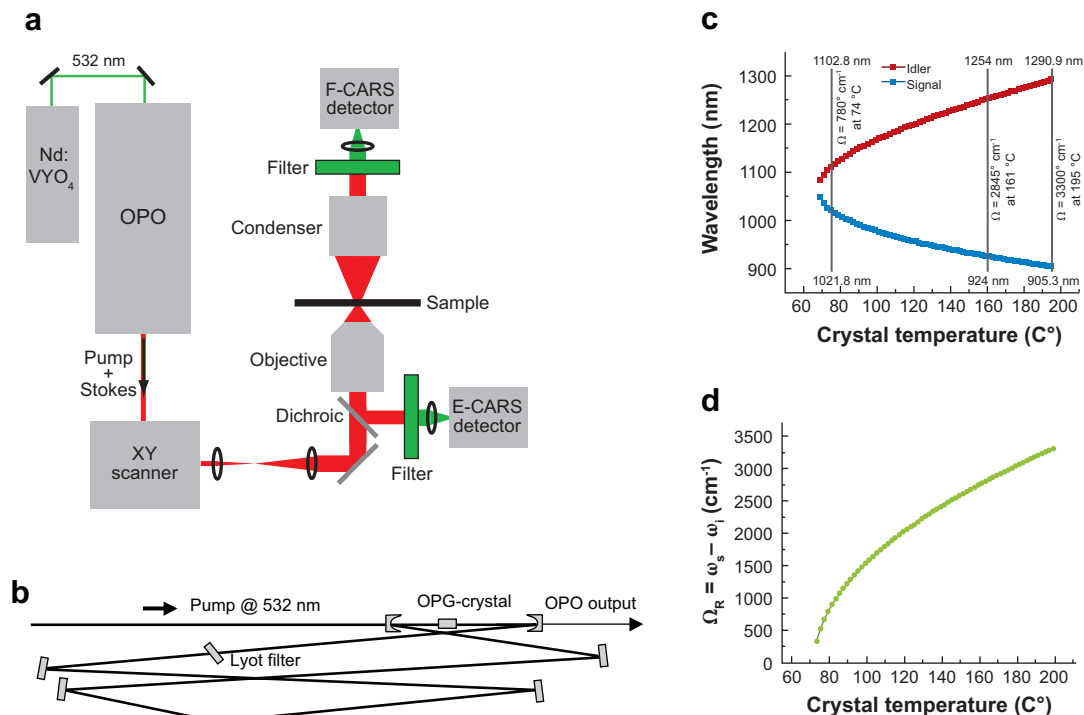 a
532 nm
Nd:
VYO4
OPO
Pump
+
Stokes
XY
scanner
F-CARS
detector
Filter
Condenser
Sample
Objective
Dichroic
E-CARS
detector
Filter
b
Pump @ 532 nm
OPG-crystal
OPO output
Lyot filter
c
1102.8 nm
1254 nm
1290.9 nm
Idler
Signal
Ω = 780° cm-1
at 74 °C
Ω = 2845° cm-1
at 161 °C
Ω = 3300° cm-1
at 195 °C
1021.8 nm
924 nm
905.3 nm
Wavelength (nm)
1300
1200
1100
1000
900
60 80 100 120 140 160 180 200
Crystal temperature (C°)
d
ΩR = ωs – ωi (cm-1)
3500
3000
2500
2000
1500
1000
500
0
60 80 100 120 140 160 180 200
Crystal temperature (C°)